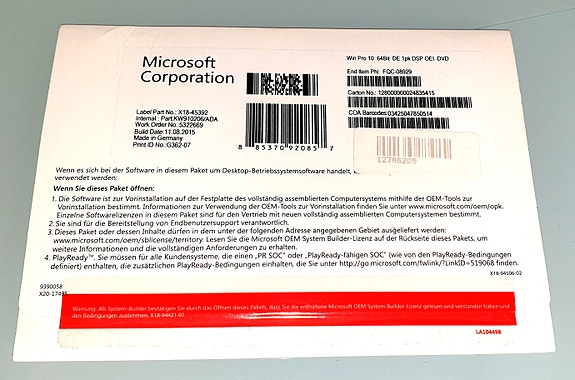 Microsoft
Corporation
Label Part No.: X18-45392
Internal : Part:KW910206/ADA
Work Order No.:5322669
Build Date:11.08.2015
Made in Germany
Print ID No.: G362-07
8 85370 92085 7
Win Pro 10 64Bit DE 1pk DSP OEI DVD
End Item PN: FQC-08929
Carton No.: 128000000024835415
COA Barcodes:03425047850514
12786209
Wenn es sich bei der Software in diesem Paket um Desktop-Betriebssystemsoftware handelt,
verwendet werden:
Wenn Sie dieses Paket öffnen:
1. Die Software ist zur Vorinstallation auf der Festplatte des vollständig assemblierten Computersystems mithilfe der OEM-Tools zur
Vorinstallation bestimmt. Informationen zur Verwendung der OEM-Tools zur Vorinstallation finden Sie unter www.microsoft.com/oem/opk.
Einzelne Softwarelizenzen in diesem Paket sind für den Vertrieb mit neuen vollständig assemblierten Computersystemen bestimmt.
2. Sie sind für die Bereitstellung von Endbenutzersupport verantwortlich.
3. Dieses Paket oder dessen Inhalte dürfen in dem unter der folgenden Adresse angegebenen Gebiet ausgeliefert werden:
www.microsoft.com/oem/sblicense/territory. Lesen Sie die Microsoft OEM System Builder-Lizenz auf der Rückseite dieses Pakets, um
weitere Informationen und die vollständigen Anforderungen zu erhalten.
4. PlayReady™. Sie müssen für alle Kundensysteme, die einen „PR SOC" oder „PlayReady-fähigen SOC" (wie von den PlayReady-Bedingungen
definiert) enthalten, die zusätzlichen PlayReady-Bedingungen einhalten, die Sie unter http://go.microsoft.com/fwlink/?LinkID=519068 finden.
X18-94506-02
9390058
X20-17485
Warnung: Als System-Builder bestätigen Sie durch das Öffnen dieses Pakets, dass Sie die enthaltene Microsoft OEM System Builder-Lizenz gelesen und verstanden haben und
den Bedingungen zustimmen. X18-94421-01
LA104498